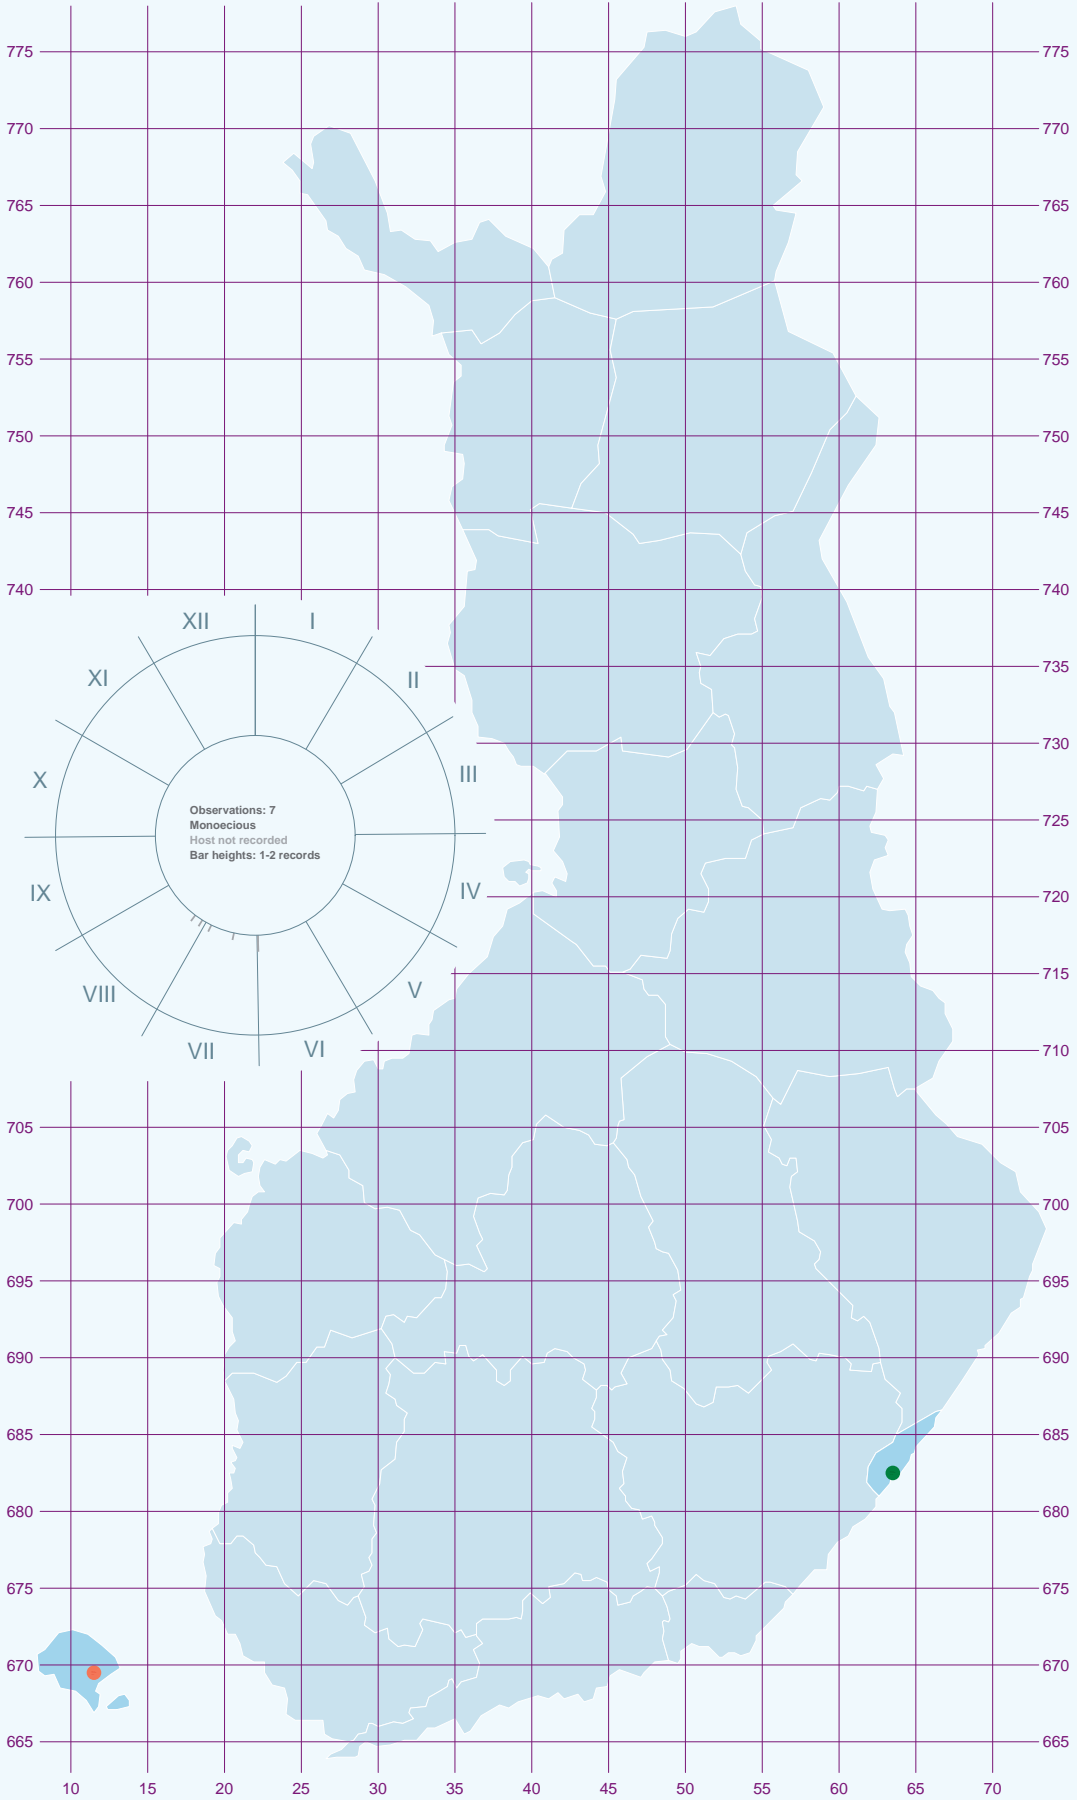 775 775
770 770
765 765
760 760
755 755
750 750
745 745
740 740
XII I
XI II
735
730
X III
725
Observations: 7
Monoecious
Host not recorded
Bar heights: 1-2 records
IX IV
720
715
VIII V
VII VI
710
705 705
700 700
695 695
690 690
685 685
680 680
675 675
670 670
665 665
10 15 20 25 30 35 40 45 50 55 60 65 70